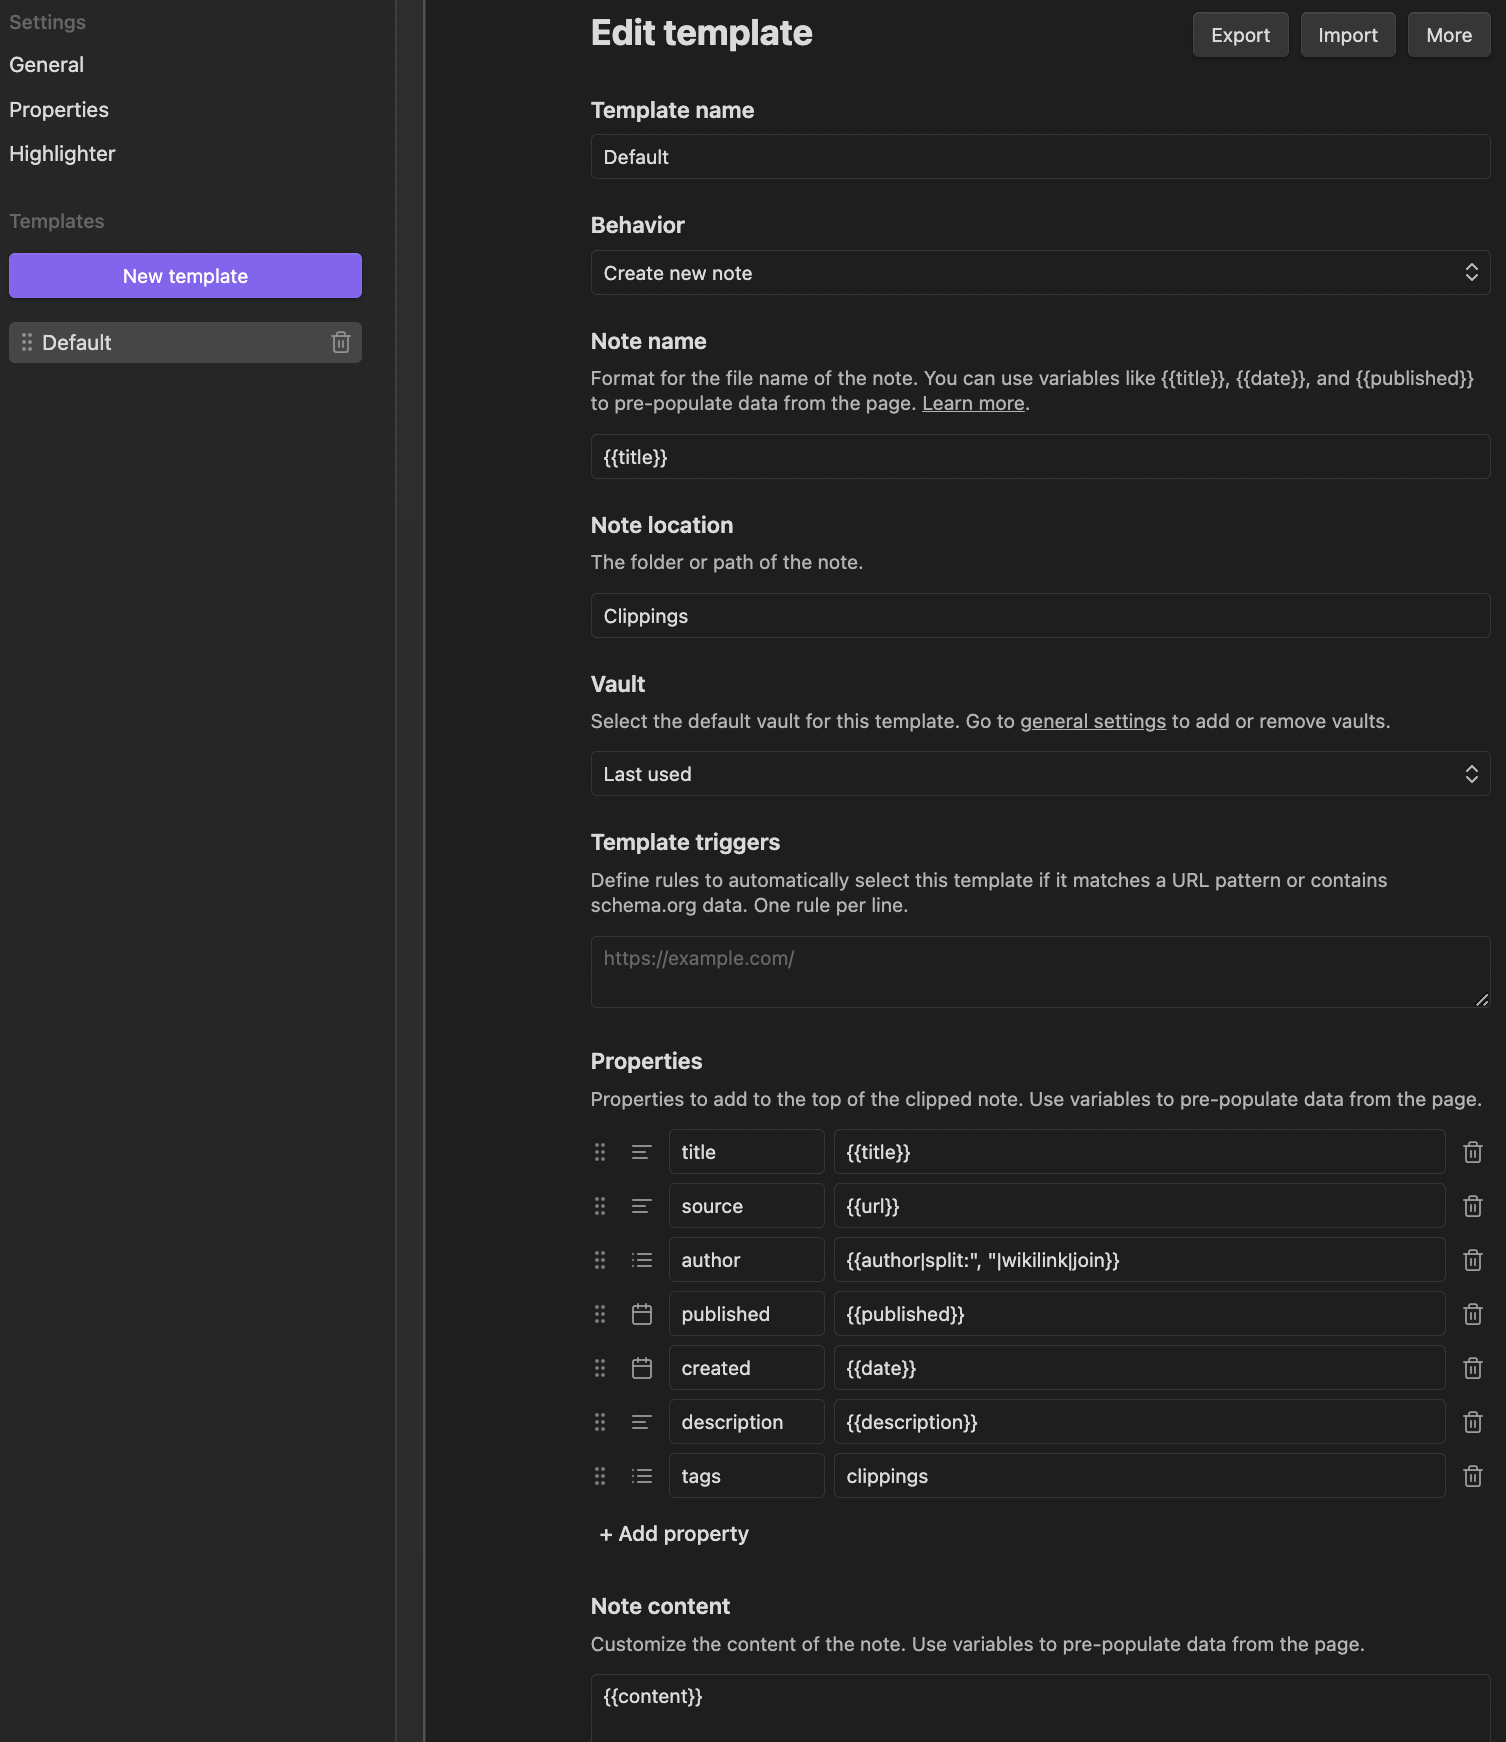 Settings
General
Properties
Highlighter
Templates
New template
Default
Edit template
Export
Import
More
Template name
Default
Behavior
Create new note
Note name
Format for the file name of the note. You can use variables like {{title}}, {{date}}, and {{published}}
to pre-populate data from the page. Learn more.
{{title}}
Note location
The folder or path of the note.
Clippings
Vault
Select the default vault for this template. Go to general settings to add or remove vaults.
Last used
Template triggers
Define rules to automatically select this template if it matches a URL pattern or contains
schema.org data. One rule per line.
https://example.com/
Properties
Properties to add to the top of the clipped note. Use variables to pre-populate data from the page.
title {{title}}
source {{url}}
author {{author|split:", "|wikilink|join}}
published {{published}}
created {{date}}
description {{description}}
tags clippings
+ Add property
Note content
Customize the content of the note. Use variables to pre-populate data from the page.
{{content}}